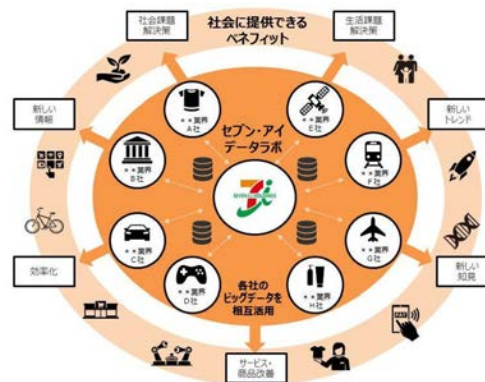 社会課題
解決策
社会に提供できる
ベネフィット
生活課題
解決策
新しい
情報
新しい
トレンド
セブン・アイ
データラボ
**業界
A社
**業界
E社
**業界
B社
**業界
F社
**業界
C社
**業界
G社
**業界
D社
**業界
H社
各社の
ビッグデータを
相互活用
効率化
新しい
知見
サービス・
商品改善